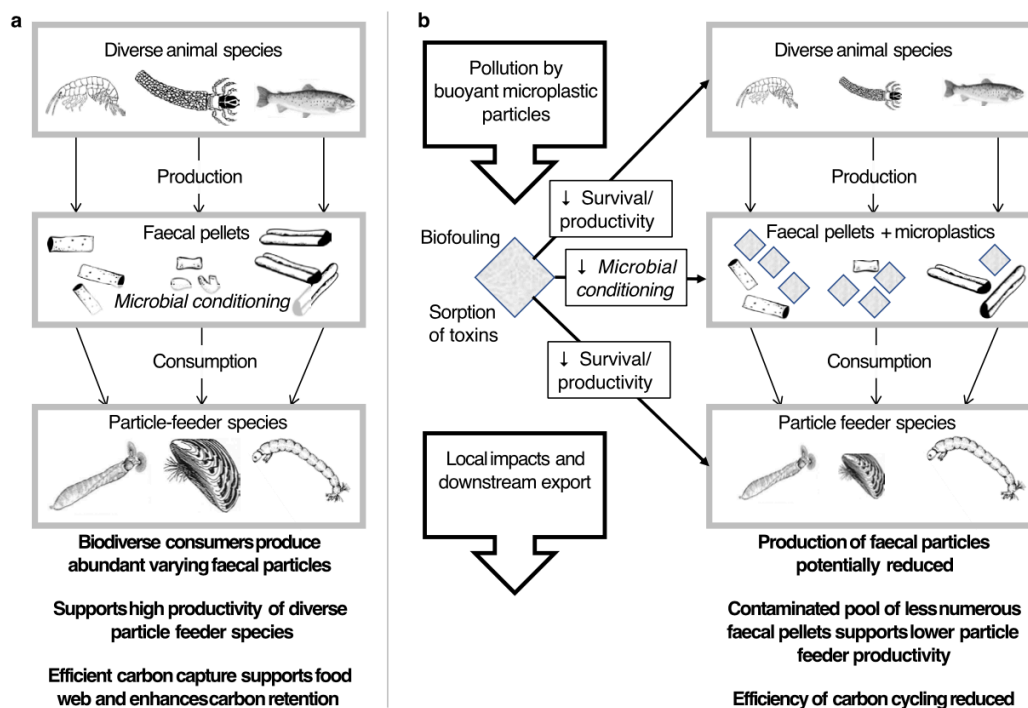 a
Diverse animal species
Production
Faecal pellets
Microbial conditioning
Consumption
Particle-feeder species
Biodiverse consumers produce
abundant varying faecal particles
Supports high productivity of diverse
particle feeder species
Efficient carbon capture supports food
web and enhances carbon retention
b
Pollution by
buoyant microplastic
particles
Biofouling
Sorption
of toxins
↓ Survival/
productivity
↓ Microbial
conditioning
↓ Survival/
productivity
Local impacts and
downstream export
Diverse animal species
Production
Faecal pellets + microplastics
Consumption
Particle feeder species
Production of faecal particles
potentially reduced
Contaminated pool of less numerous
faecal pellets supports lower particle
feeder productivity
Efficiency of carbon cycling reduced